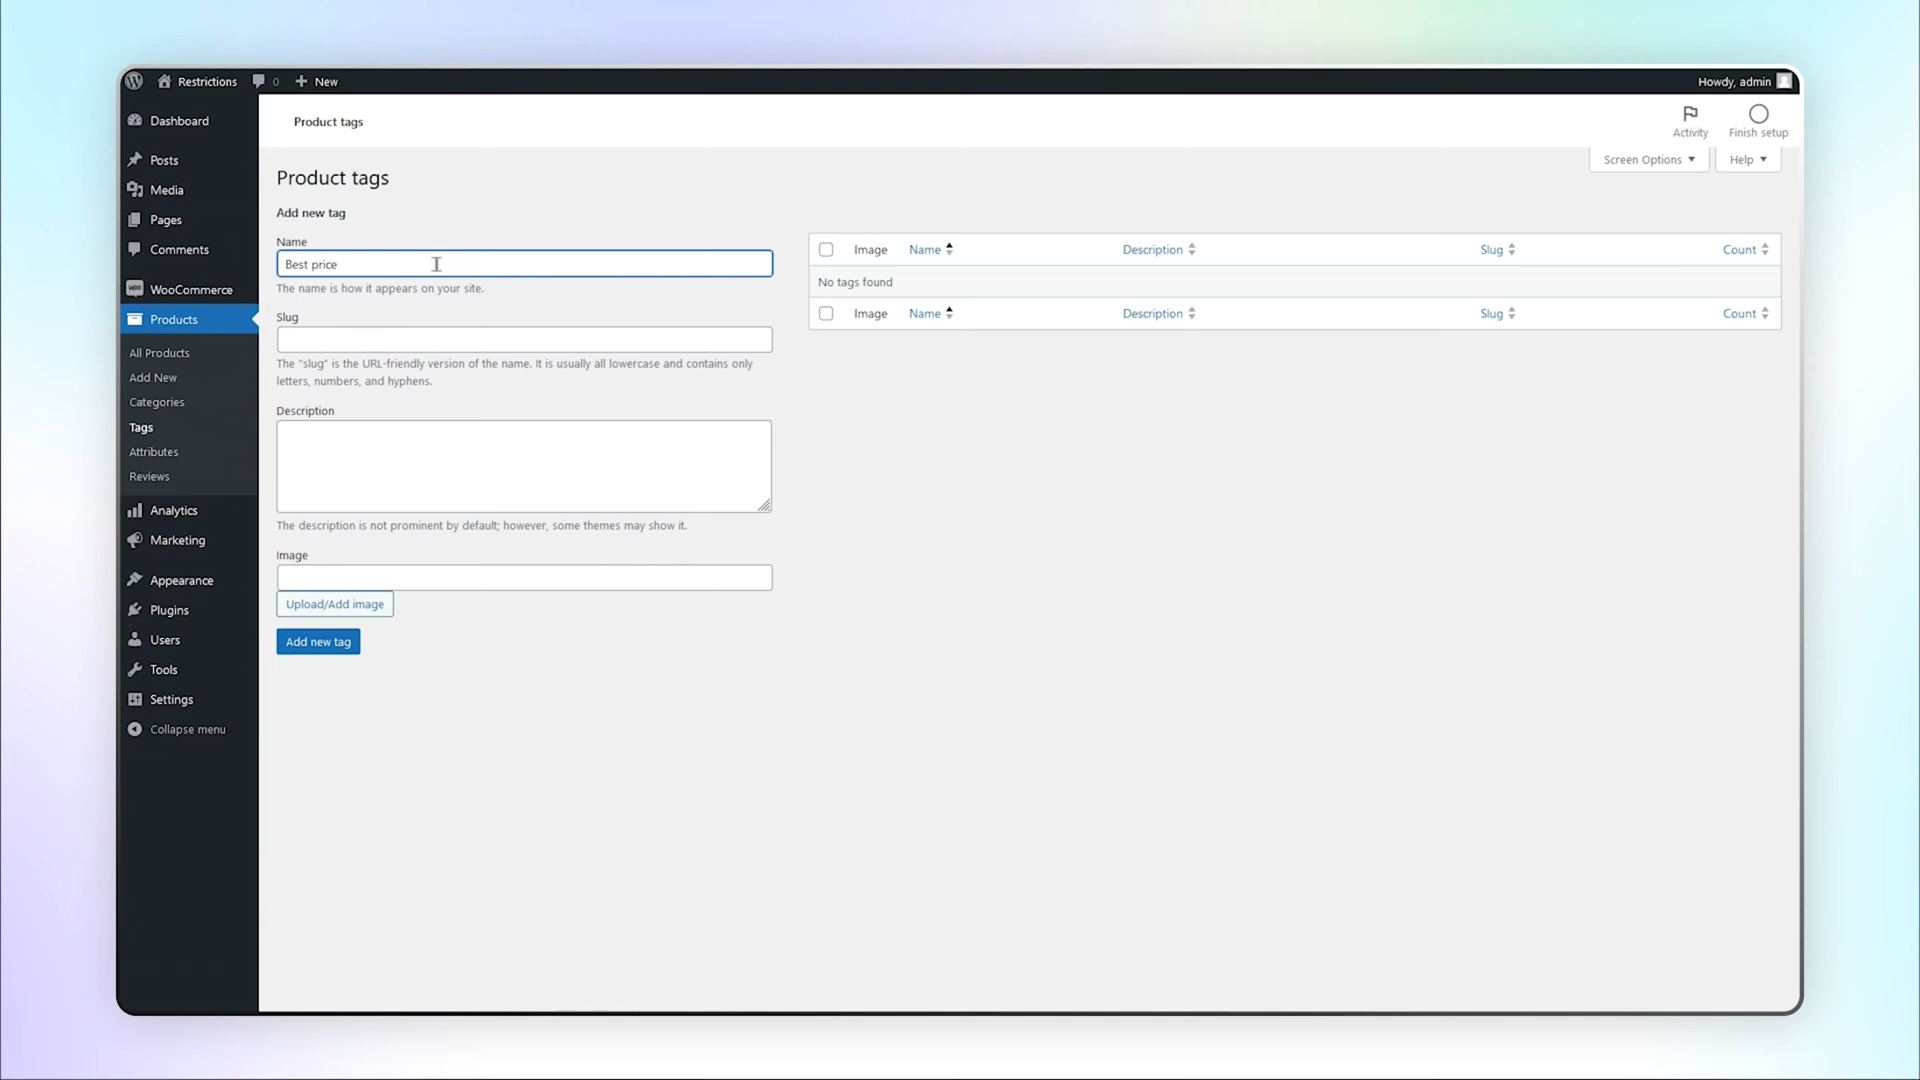 Restrictions
0
New
Howdy, admin
Dashboard
Posts
Media
Pages
Comments
WooCommerce
Products
All Products
Add New
Categories
Tags
Attributes
Reviews
Analytics
Marketing
Appearance
Plugins
Users
Tools
Settings
Collapse menu
Product tags
Activity
Finish setup
Screen Options
Help
Product tags
Add new tag
Name
Best price
The name is how it appears on your site.
Slug
The “slug” is the URL-friendly version of the name. It is usually all lowercase and contains only
letters, numbers, and hyphens.
Description
The description is not prominent by default; however, some themes may show it.
Image
Upload/Add image
Add new tag
Image Name Description Slug Count
No tags found
Image Name Description Slug Count